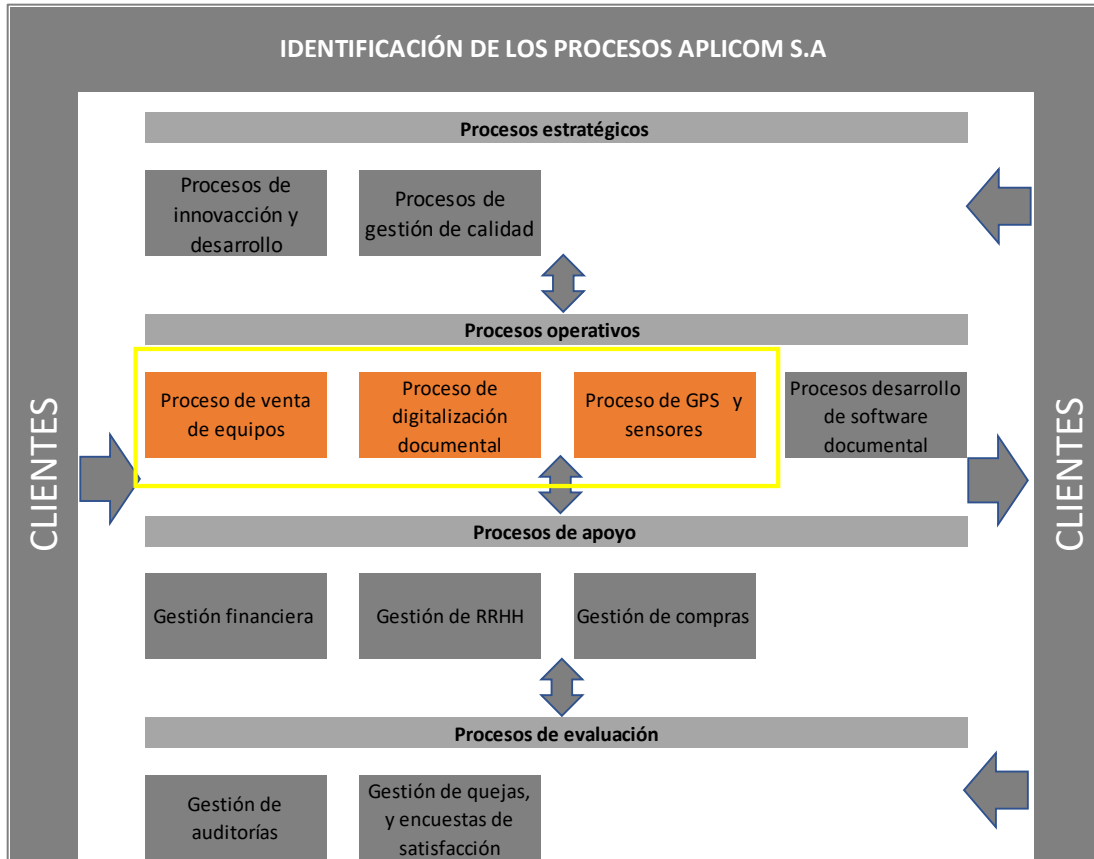 IDENTIFICACIÓN DE LOS PROCESOS APLICOM S.A
Procesos estratégicos
Procesos de
innovacción y
desarrollo
Procesos de
gestión de calidad
Procesos operativos
Proceso de venta
de equipos
Proceso de
digitalización
documental
Proceso de GPS y
sensores
Procesos desarrollo
de software
documental
CLIENTES
CLIENTES
Procesos de apoyo
Gestión financiera
Gestión de RRHH
Gestión de compras
Procesos de evaluación
Gestión de
auditorías
Gestión de quejas,
y encuestas de
satisfacción